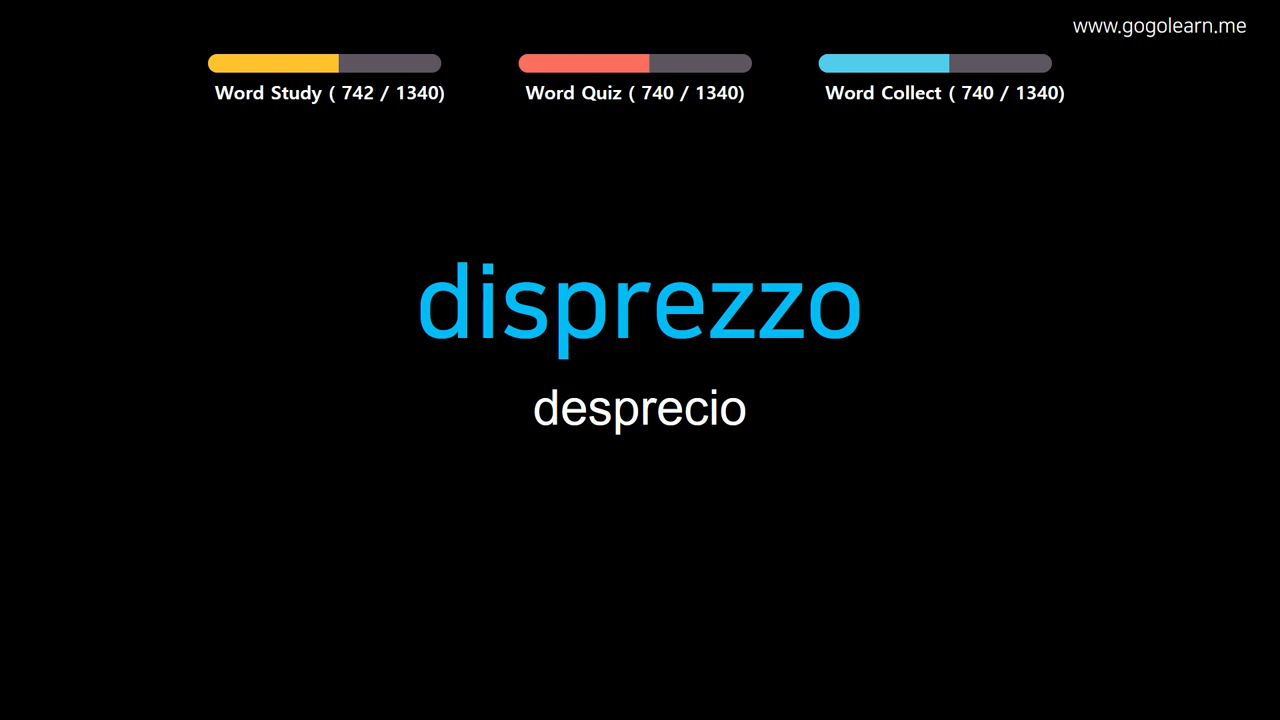 www.gogolearn.me
Word Study ( 742 / 1340)
Word Quiz ( 740 / 1340)
Word Collect ( 740 / 1340)
disprezzo
desprecio